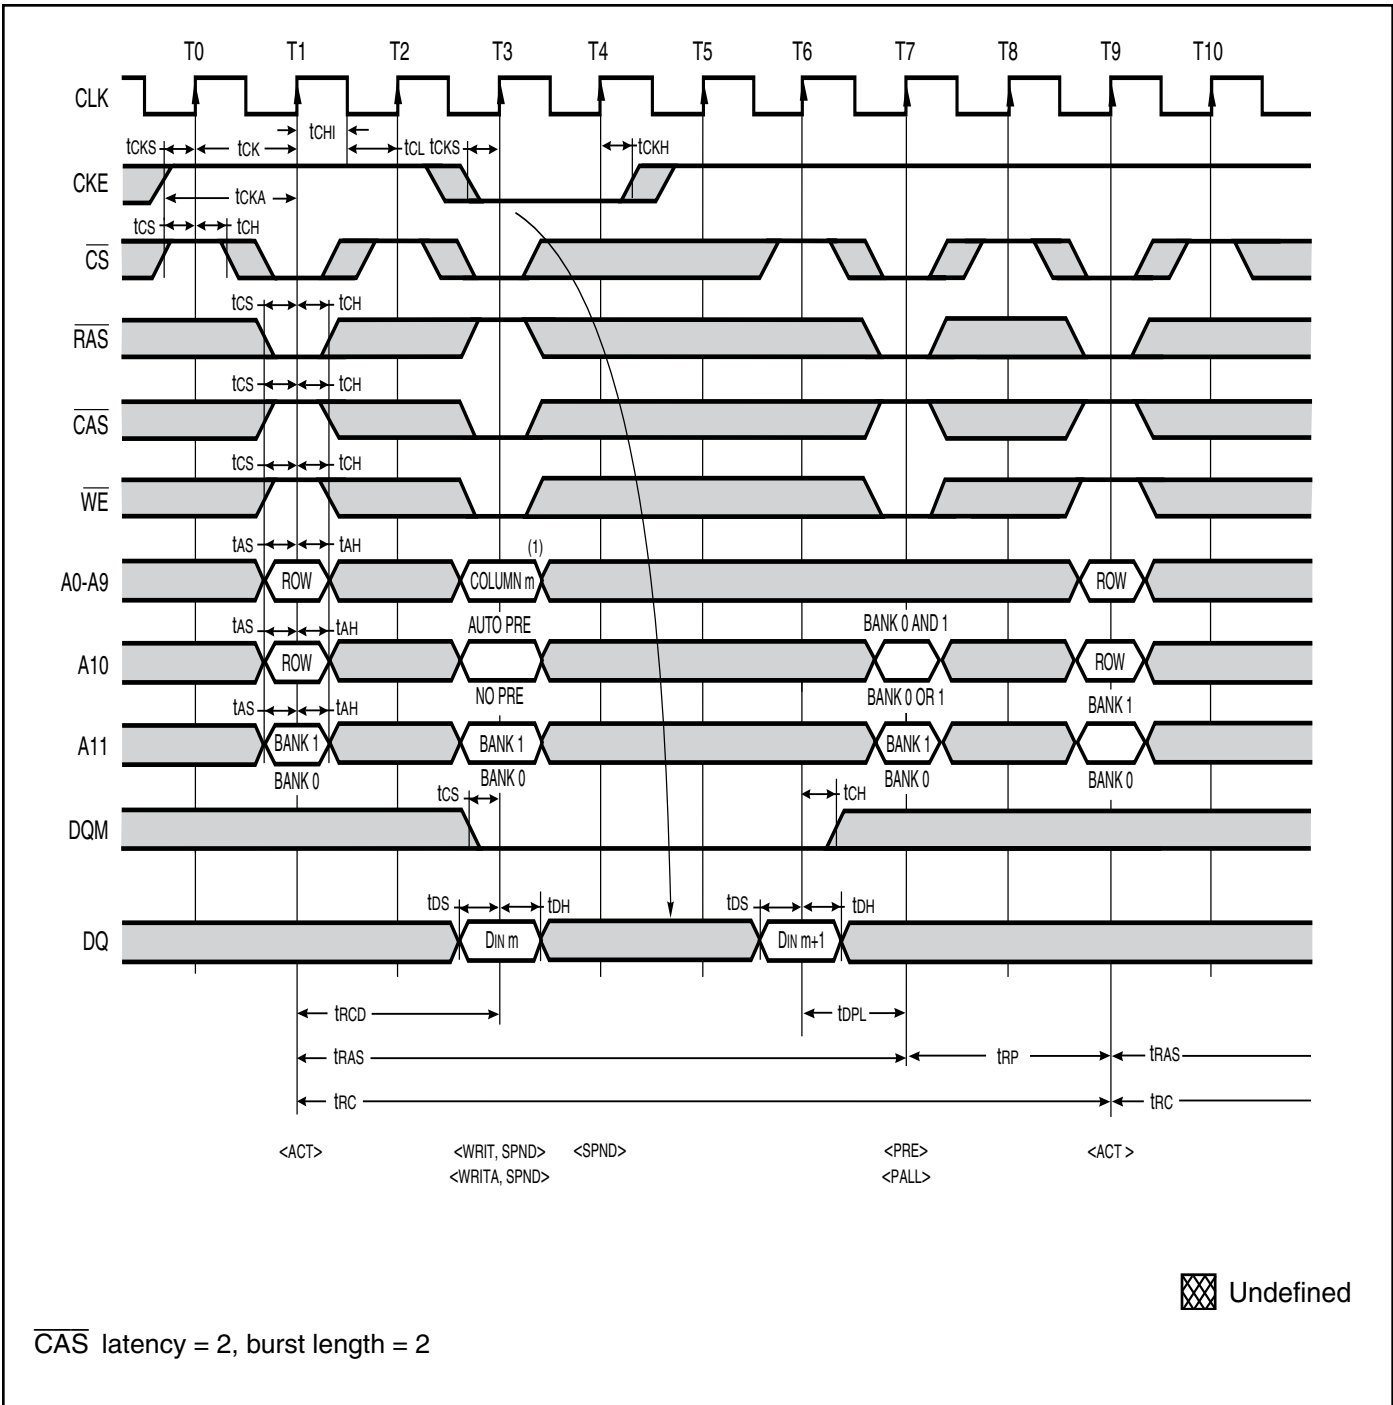 T0 T1 T2 T3 T4 T5 T6 T7 T8 T9 T10
CLK
tCHI
tCKS tCK tCL tCKS tCKH
CKE
tCKA
tCS tCH
CS
tCS tCH
RAS
tCS tCH
CAS
tCS tCH
WE
tAS tAH (1)
A0-A9 ROW COLUMN m ROW
tAS tAH AUTO PRE BANK 0 AND 1
A10 ROW ROW
NO PRE BANK 0 OR 1 BANK 1
tAS tAH
A11 BANK 1 BANK 1 BANK 1
BANK 0 BANK 0 BANK 0 BANK 0
tCS tCH
DQM
tDS tDH tDS tDH
DQ DIN m DIN m+1
tRCD tDPL
tRAS tRP tRAS
tRC tRC
<ACT> <WRIT, SPND> <SPND> <PRE> <ACT >
<WRITA, SPND> <PALL>
Undefined
CAS latency = 2, burst length = 2